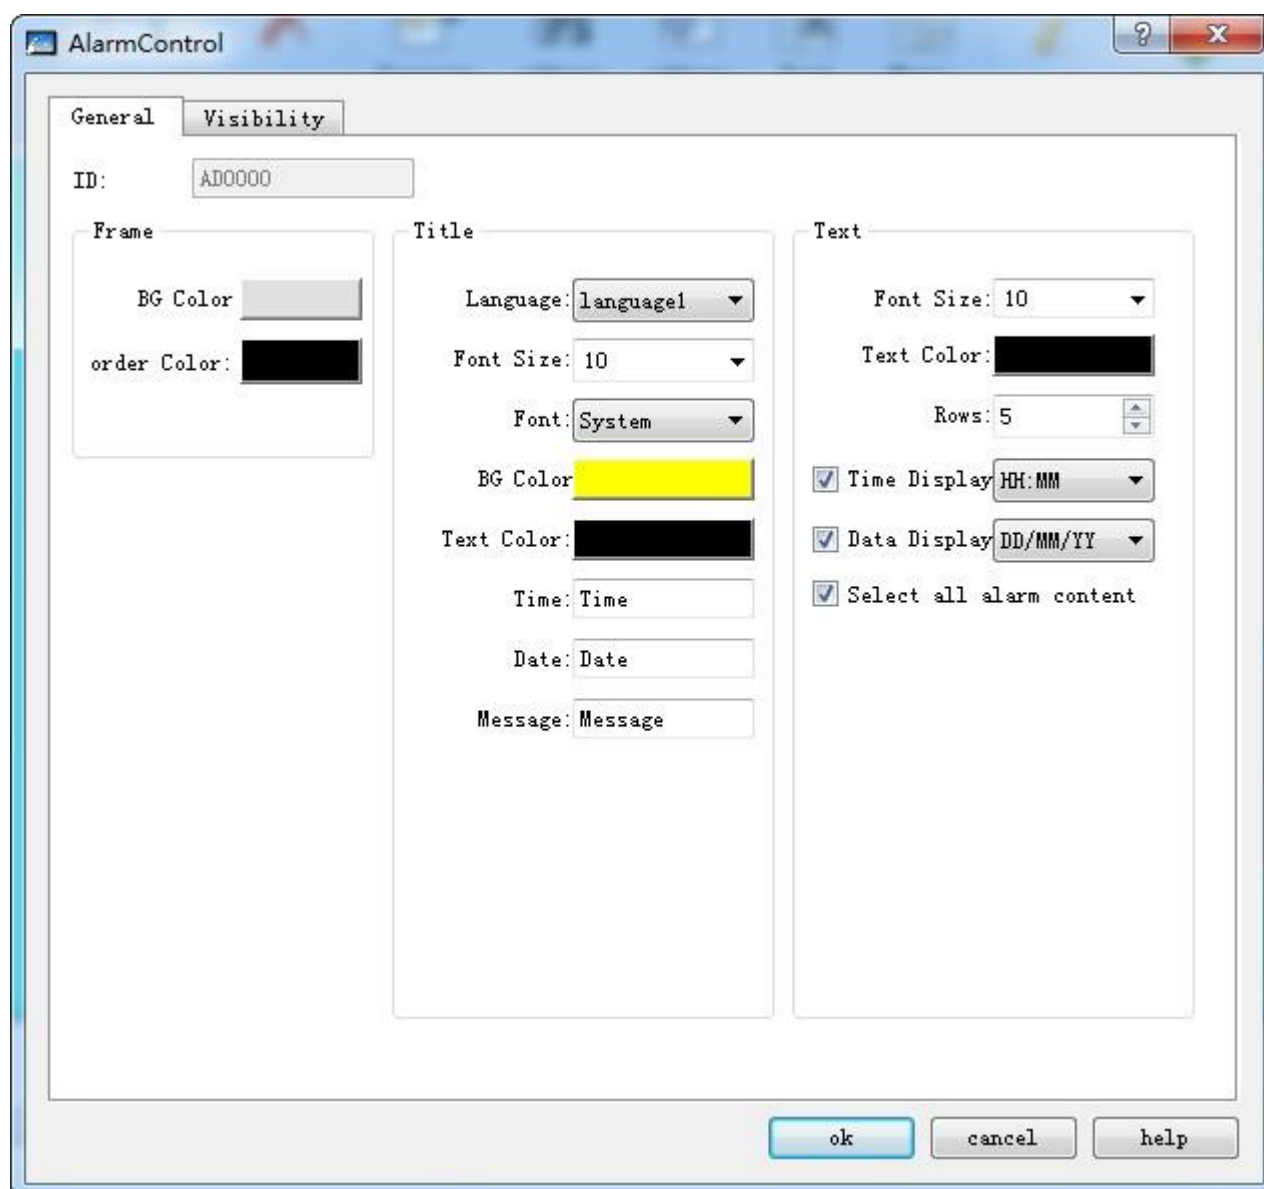 AlarmControl
General
Visibility
ID:
AD0000
Frame
BG Color
order Color:
Title
Language:
language1
Font Size:
10
Font:
System
BG Color
Text Color:
Time:
Time
Date:
Date
Message:
Message
Text
Font Size:
10
Text Color:
Rows:
5
Time Display
HH:MM
Data Display
DD/MM/YY
Select all alarm content
ok
cancel
help